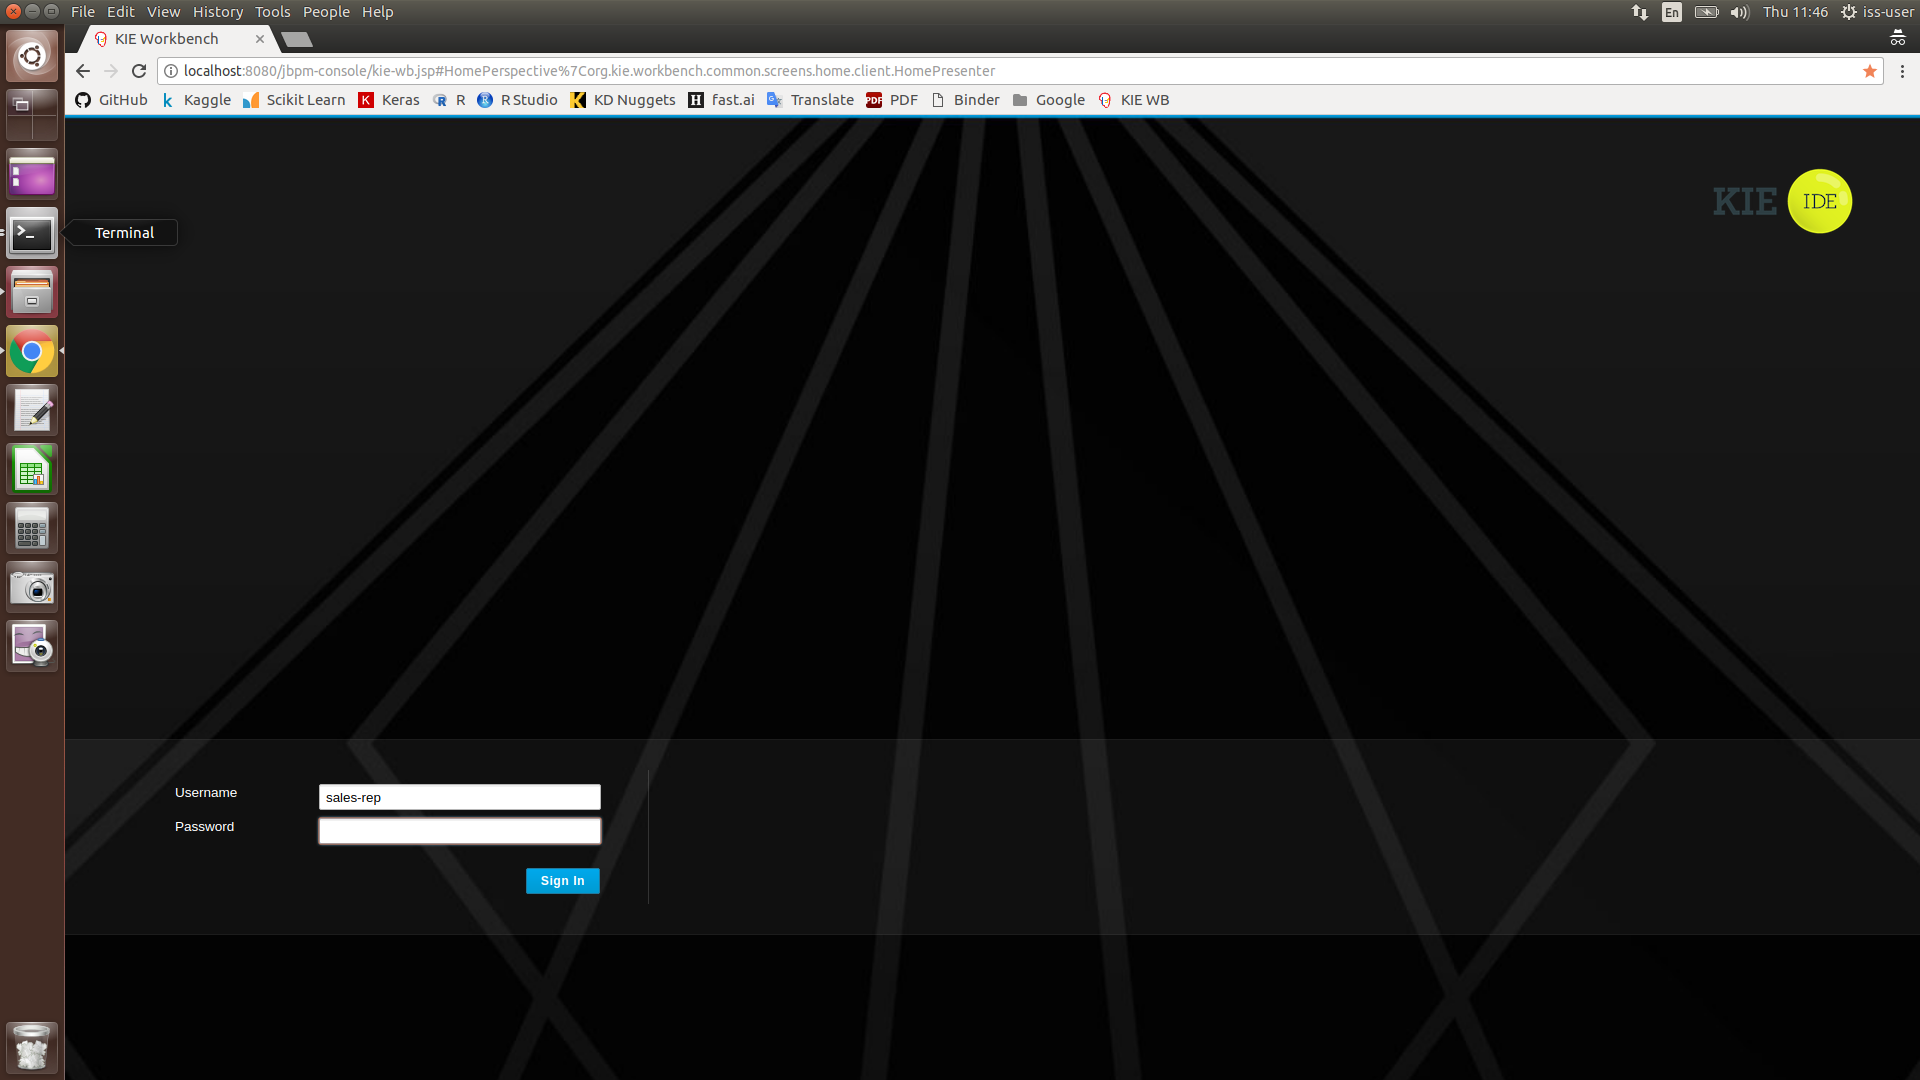 File Edit View History Tools People Help
En
Thu 11:46
iss-user
KIE Workbench
localhost:8080/jbpm-console/kie-wb.jsp#HomePerspective%7Corg.kie.workbench.common.screens.home.client.HomePresenter
GitHub
k Kaggle
Scikit Learn
K Keras
R R
R R Studio
K KD Nuggets
H fast.ai
Translate
PDF PDF
Binder
Google
KIE WB
KIE IDE
Terminal
Username
sales-rep
Password
Sign In